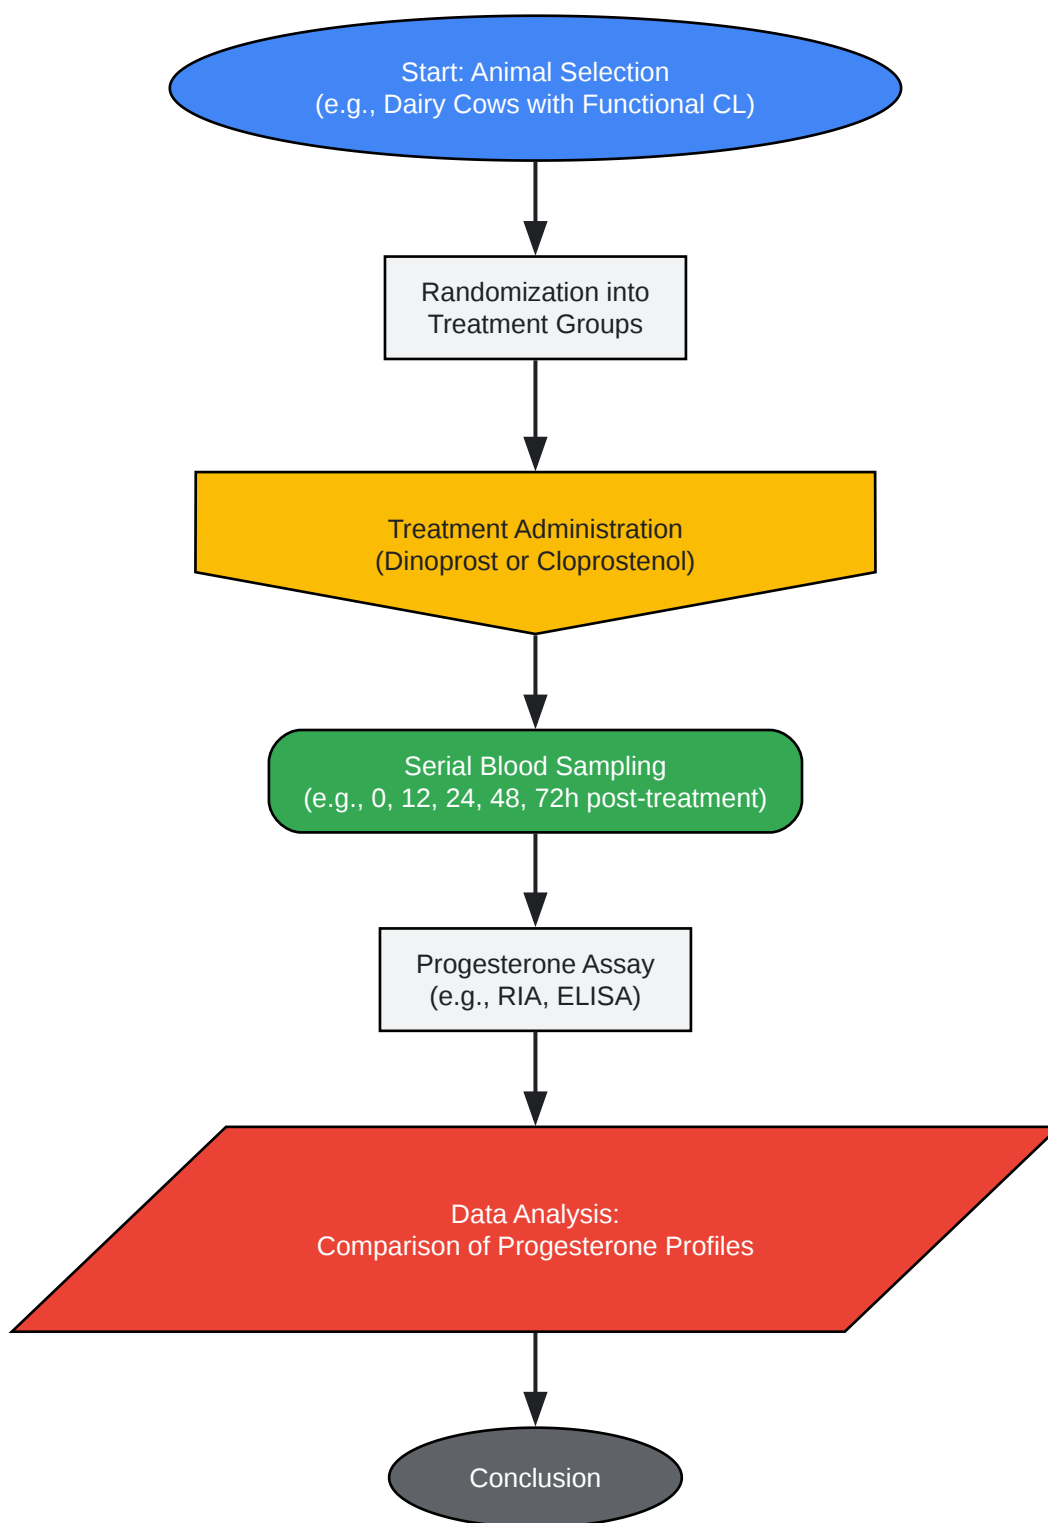 Start: Animal Selection
(e.g., Dairy Cows with Functional CL)
Randomization into
Treatment Groups
Treatment Administration
(Dinoprost or Cloprostenol)
Serial Blood Sampling
(e.g., 0, 12, 24, 48, 72h post-treatment)
Progesterone Assay
(e.g., RIA, ELISA)
Data Analysis:
Comparison of Progesterone Profiles
Conclusion